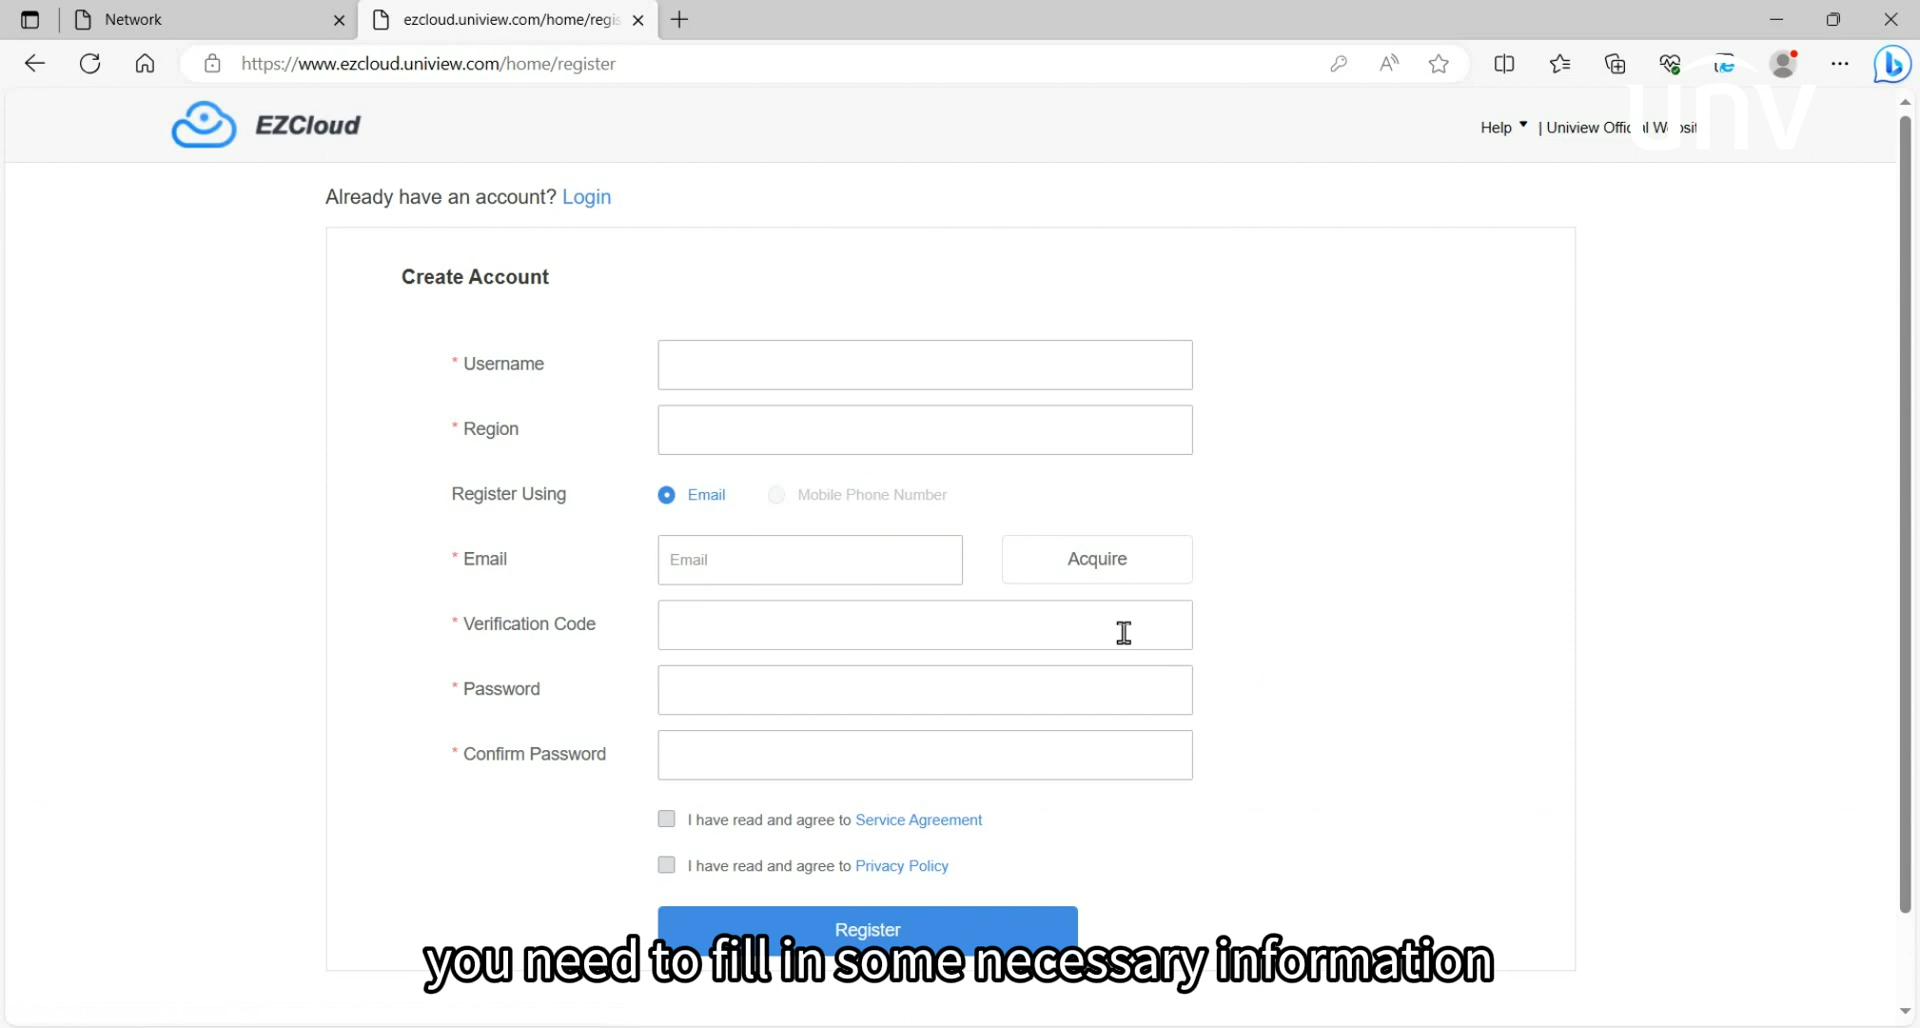 Network
ezcloud.uniview.com/home/regis
https://www.ezcloud.uniview.com/home/register
EZCloud
Help | Uniview
unv
Already have an account? Login
Create Account
* Username
* Region
Register Using
Email
Mobile Phone Number
* Email
Email
Acquire
* Verification Code
* Password
* Confirm Password
I have read and agree to Service Agreement
I have read and agree to Privacy Policy
Register
you need to fill in some necessary information